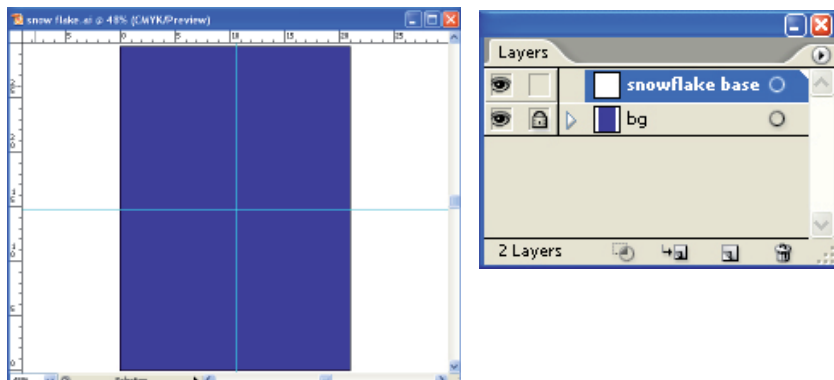 snow flake.ai @ 48% (CMYK/Preview)
5 0 5 10 15 20 25
Selection
Layers
snowflake base
bg
2 Layers